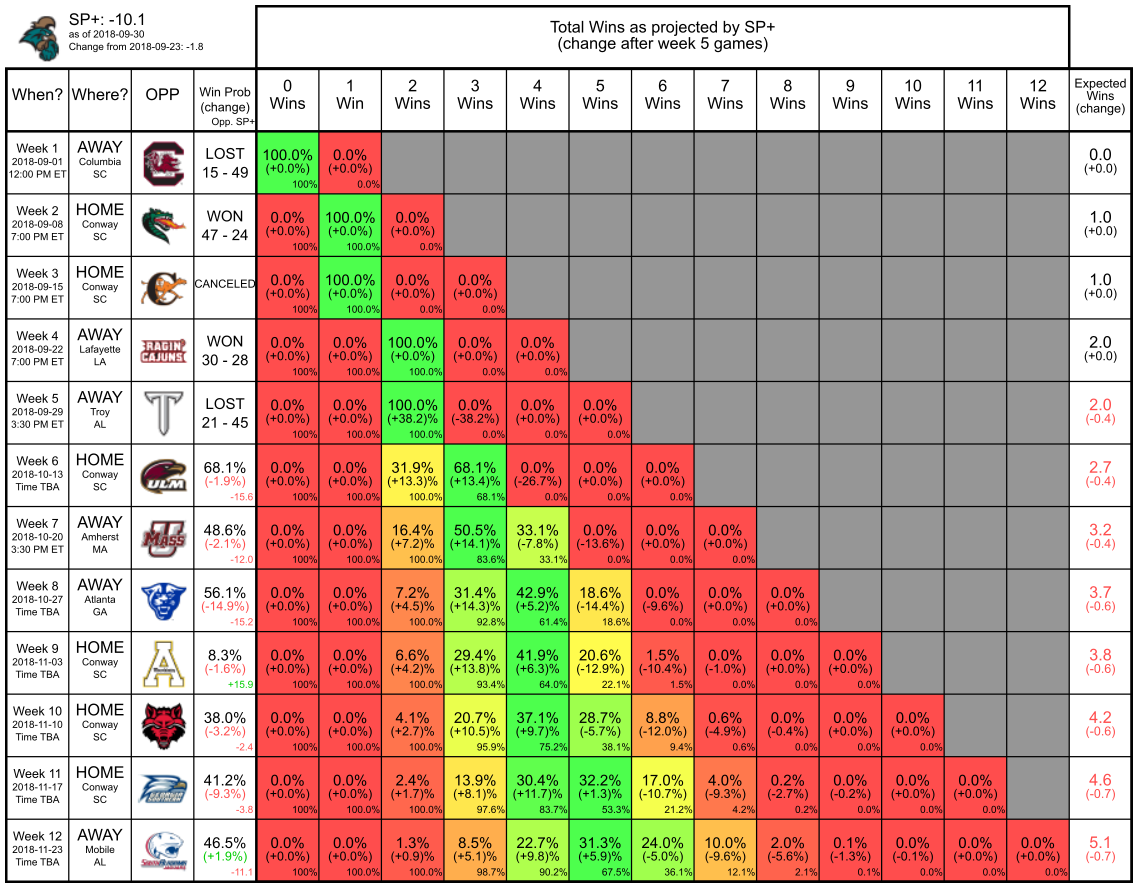 SP+: -10.1
as of 2018-09-30
Change from 2018-09-23: -1.8
Total Wins as projected by SP+
(change after week 5 games)
When? Where? OPP Win Prob (change) Opp. SP+ 0 Wins 1 Win 2 Wins 3 Wins 4 Wins 5 Wins 6 Wins 7 Wins 8 Wins 9 Wins 10 Wins 11 Wins 12 Wins Expected Wins (change)
Week 1 AWAY LOST 100.0% 0.0% 0.0
2018-09-01 Columbia 15 - 49 (+0.0%) (+0.0%) (+0.0)
12:00 PM ET SC 100% 0.0%
Week 2 HOME WON 0.0% 100.0% 0.0% 1.0
2018-09-08 Conway 47 - 24 (+0.0%) (+0.0%) (+0.0%) (+0.0)
7:00 PM ET SC 100% 100.0% 0.0%
Week 3 HOME CANCELED 0.0% 100.0% 0.0% 0.0% 1.0
2018-09-15 Conway (+0.0%) (+0.0%) (+0.0%) (+0.0%) (+0.0)
7:00 PM ET SC 100% 100.0% 0.0% 0.0%
Week 4 AWAY RAGIN' WON 0.0% 0.0% 100.0% 0.0% 0.0% 2.0
2018-09-22 Lafayette CAJUNS 30 - 28 (+0.0%) (+0.0%) (+0.0%) (+0.0%) (+0.0%) (+0.0)
7:00 PM ET LA 100% 100.0% 100.0% 0.0% 0.0%
Week 5 AWAY T LOST 0.0% 0.0% 100.0% 0.0% 0.0% 0.0% 2.0
2018-09-29 Troy 21 - 45 (+0.0%) (+0.0%) (+38.2)% (-38.2%) (+0.0%) (+0.0%) (-0.4)
3:30 PM ET AL 100% 100.0% 100.0% 0.0% 0.0% 0.0%
Week 6 HOME ULM 68.1% 0.0% 0.0% 31.9% 68.1% 0.0% 0.0% 0.0% 2.7
2018-10-13 Conway (-1.9%) (+0.0%) (+0.0%) (+13.3)% (+13.4)% (-26.7%) (+0.0%) (+0.0%) (-0.4)
Time TBA SC -15.6 100% 100.0% 100.0% 68.1% 0.0% 0.0% 0.0%
Week 7 AWAY MASS 48.6% 0.0% 0.0% 16.4% 50.5% 33.1% 0.0% 0.0% 0.0% 3.2
2018-10-20 Amherst (-2.1%) (+0.0%) (+0.0%) (+7.2)% (+14.1)% (-7.8%) (-13.6%) (+0.0%) (+0.0%) (-0.4)
3:30 PM ET MA -12.0 100% 100.0% 100.0% 83.6% 33.1% 0.0% 0.0% 0.0%
Week 8 AWAY 56.1% 0.0% 0.0% 7.2% 31.4% 42.9% 18.6% 0.0% 0.0% 0.0% 3.7
2018-10-27 Atlanta (-14.9%) (+0.0%) (+0.0%) (+4.5)% (+14.3)% (+5.2)% (-14.4%) (-9.6%) (+0.0%) (+0.0%) (-0.6)
Time TBA GA -15.2 100% 100.0% 100.0% 92.8% 61.4% 18.6% 0.0% 0.0% 0.0%
Week 9 HOME A 8.3% 0.0% 0.0% 6.6% 29.4% 41.9% 20.6% 1.5% 0.0% 0.0% 0.0% 3.8
2018-11-03 Conway (-1.6%) (+0.0%) (+0.0%) (+4.2)% (+13.8)% (+6.3)% (-12.9%) (-10.4%) (-1.0%) (+0.0%) (+0.0%) (-0.6)
Time TBA SC +15.9 100% 100.0% 100.0% 93.4% 64.0% 22.1% 1.5% 0.0% 0.0% 0.0%
Week 10 HOME 38.0% 0.0% 0.0% 4.1% 20.7% 37.1% 28.7% 8.8% 0.6% 0.0% 0.0% 0.0% 4.2
2018-11-10 Conway (-3.2%) (+0.0%) (+0.0%) (+2.7)% (+10.5)% (+9.7)% (-5.7%) (-12.0%) (-4.9%) (-0.4%) (+0.0%) (+0.0%) (-0.6)
Time TBA SC -2.4 100% 100.0% 100.0% 95.9% 75.2% 38.1% 9.4% 0.6% 0.0% 0.0% 0.0%
Week 11 HOME 41.2% 0.0% 0.0% 2.4% 13.9% 30.4% 32.2% 17.0% 4.0% 0.2% 0.0% 0.0% 0.0% 4.6
2018-11-17 Conway (-9.3%) (+0.0%) (+0.0%) (+1.7)% (+8.1)% (+11.7)% (+1.3)% (-10.7%) (-9.3%) (-2.7%) (-0.2%) (+0.0%) (+0.0%) (-0.7)
Time TBA SC -3.8 100% 100.0% 100.0% 97.6% 83.7% 53.3% 21.2% 4.2% 0.2% 0.0% 0.0% 0.0%
Week 12 AWAY 46.5% 0.0% 0.0% 1.3% 8.5% 22.7% 31.3% 24.0% 10.0% 2.0% 0.1% 0.0% 0.0% 0.0% 5.1
2018-11-23 Mobile (+1.9%) (+0.0%) (+0.0%) (+0.9)% (+5.1)% (+9.8)% (+5.9)% (-5.0%) (-9.6%) (-5.6%) (-1.3%) (-0.1%) (+0.0%) (+0.0%) (-0.7)
Time TBA AL -11.1 100% 100.0% 100.0% 98.7% 90.2% 67.5% 36.1% 12.1% 2.1% 0.1% 0.0% 0.0% 0.0%